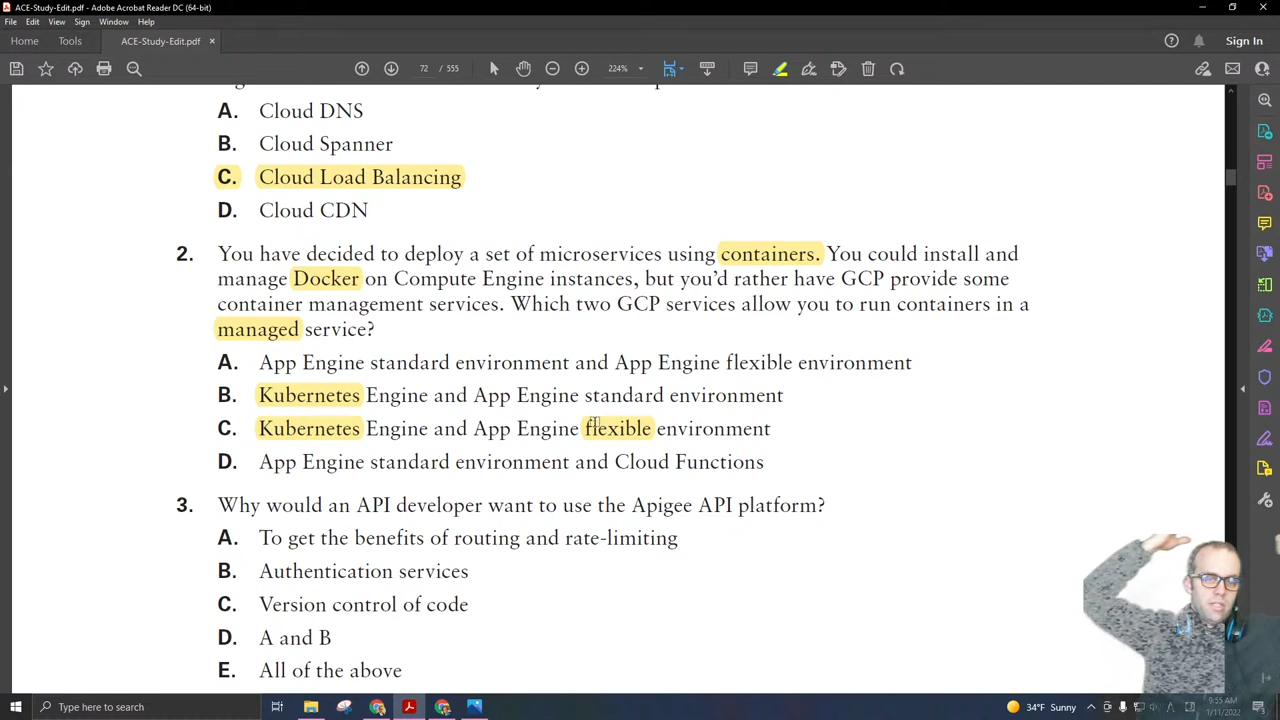 ACE-Study-Edit.pdf - Adobe Acrobat Reader DC (64-bit)
File Edit View Sign Window Help
Home Tools ACE-Study-Edit.pdf × Sign In
72 / 555 224%
A. Cloud DNS
B. Cloud Spanner
C. Cloud Load Balancing
D. Cloud CDN
2. You have decided to deploy a set of microservices using containers. You could install and
manage Docker on Compute Engine instances, but you’d rather have GCP provide some
container management services. Which two GCP services allow you to run containers in a
managed service?
A. App Engine standard environment and App Engine flexible environment
B. Kubernetes Engine and App Engine standard environment
C. Kubernetes Engine and App Engine flexible environment
D. App Engine standard environment and Cloud Functions
3. Why would an API developer want to use the Apigee API platform?
A. To get the benefits of routing and rate-limiting
B. Authentication services
C. Version control of code
D. A and B
E. All of the above
Type here to search
34°F Sunny
9:55 AM